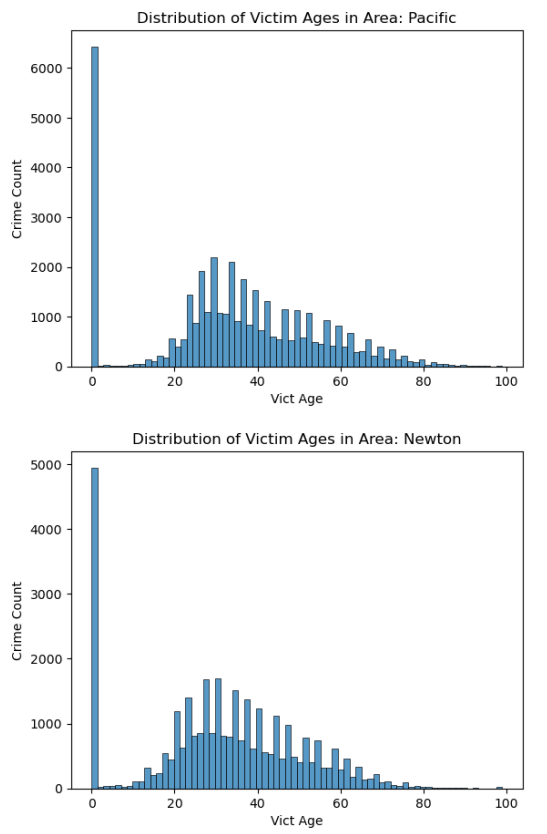 Distribution of Victim Ages in Area: Pacific
6000
5000
4000
3000
2000
1000
0
Crime Count
0 20 40 60 80 100
Vict Age
Distribution of Victim Ages in Area: Newton
5000
4000
3000
2000
1000
0
Crime Count
0 20 40 60 80 100
Vict Age